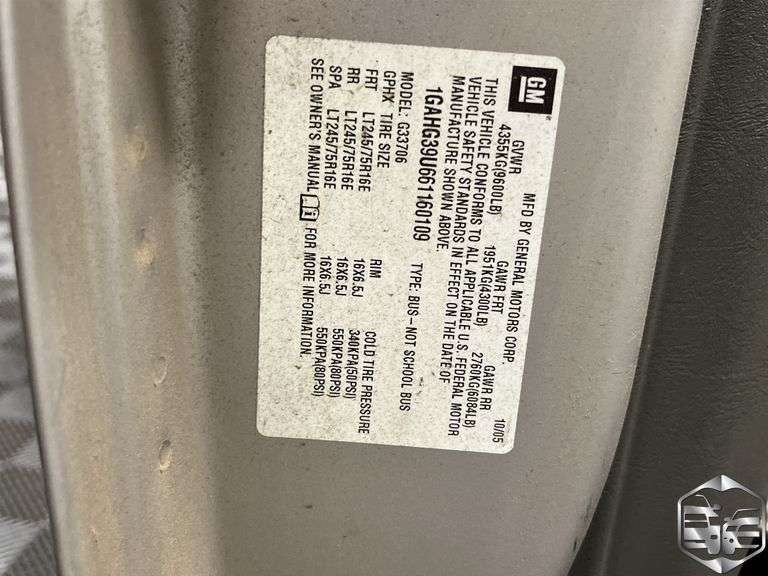 GM
MFD BY GENERAL MOTORS CORP. 10/05
GVWR GAWR FRT GAWR RR
4355KG(9600LB) 1951KG(4300LB) 2760KG(6084LB)
THIS VEHICLE CONFORMS TO ALL APPLICABLE U.S. FEDERAL MOTOR
VEHICLE SAFETY STANDARDS IN EFFECT ON THE DATE OF
MANUFACTURE SHOWN ABOVE.
1GAHG39U661160109 TYPE: BUS-NOT SCHOOL BUS
MODEL: G33706
GPHX TIRE SIZE RIM COLD TIRE PRESSURE
FRT LT245/75R16E 16X6.5J 340KPA(50PSI)
RR LT245/75R16E 16X6.5J 550KPA(80PSI)
SPA LT245/75R16E 16X6.5J 550KPA(80PSI)
SEE OWNER'S MANUAL FOR MORE INFORMATION.